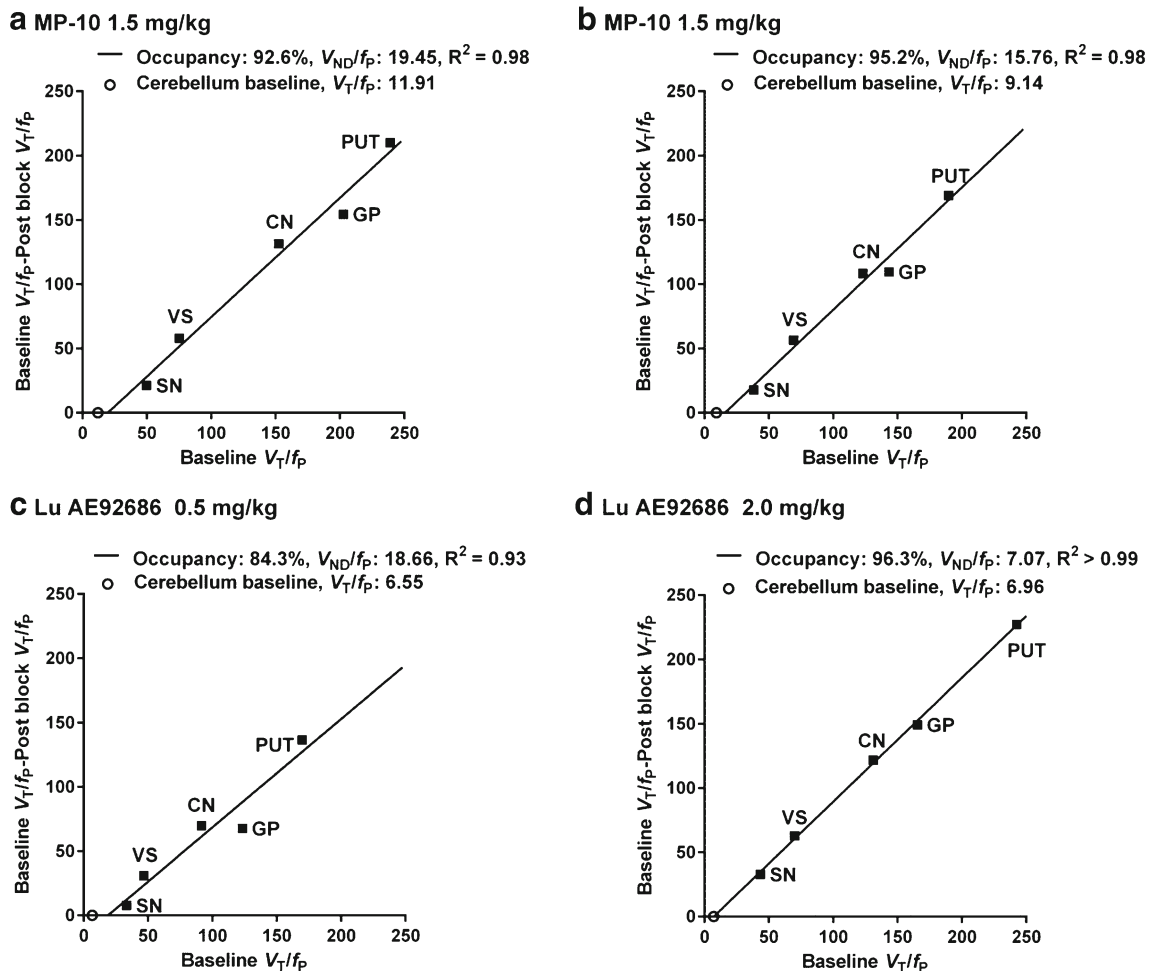 a MP-10 1.5 mg/kg
Occupancy: 92.6%, VND/fP: 19.45, R2 = 0.98
Cerebellum baseline, VT/fP: 11.91
Baseline VT/fP-Post block VT/fP
250
200
150
100
50
0
PUT
GP
CN
VS
SN
0 50 100 150 200 250
Baseline VT/fP
b MP-10 1.5 mg/kg
Occupancy: 95.2%, VND/fP: 15.76, R2 = 0.98
Cerebellum baseline, VT/fP: 9.14
Baseline VT/fP-Post block VT/fP
250
200
150
100
50
0
PUT
CN
GP
VS
SN
0 50 100 150 200 250
Baseline VT/fP
c Lu AE92686 0.5 mg/kg
Occupancy: 84.3%, VND/fP: 18.66, R2 = 0.93
Cerebellum baseline, VT/fP: 6.55
Baseline VT/fP-Post block VT/fP
250
200
150
100
50
0
PUT
CN
GP
VS
SN
0 50 100 150 200 250
Baseline VT/fP
d Lu AE92686 2.0 mg/kg
Occupancy: 96.3%, VND/fP: 7.07, R2 > 0.99
Cerebellum baseline, VT/fP: 6.96
Baseline VT/fP-Post block VT/fP
250
200
150
100
50
0
PUT
GP
CN
VS
SN
0 50 100 150 200 250
Baseline VT/fP